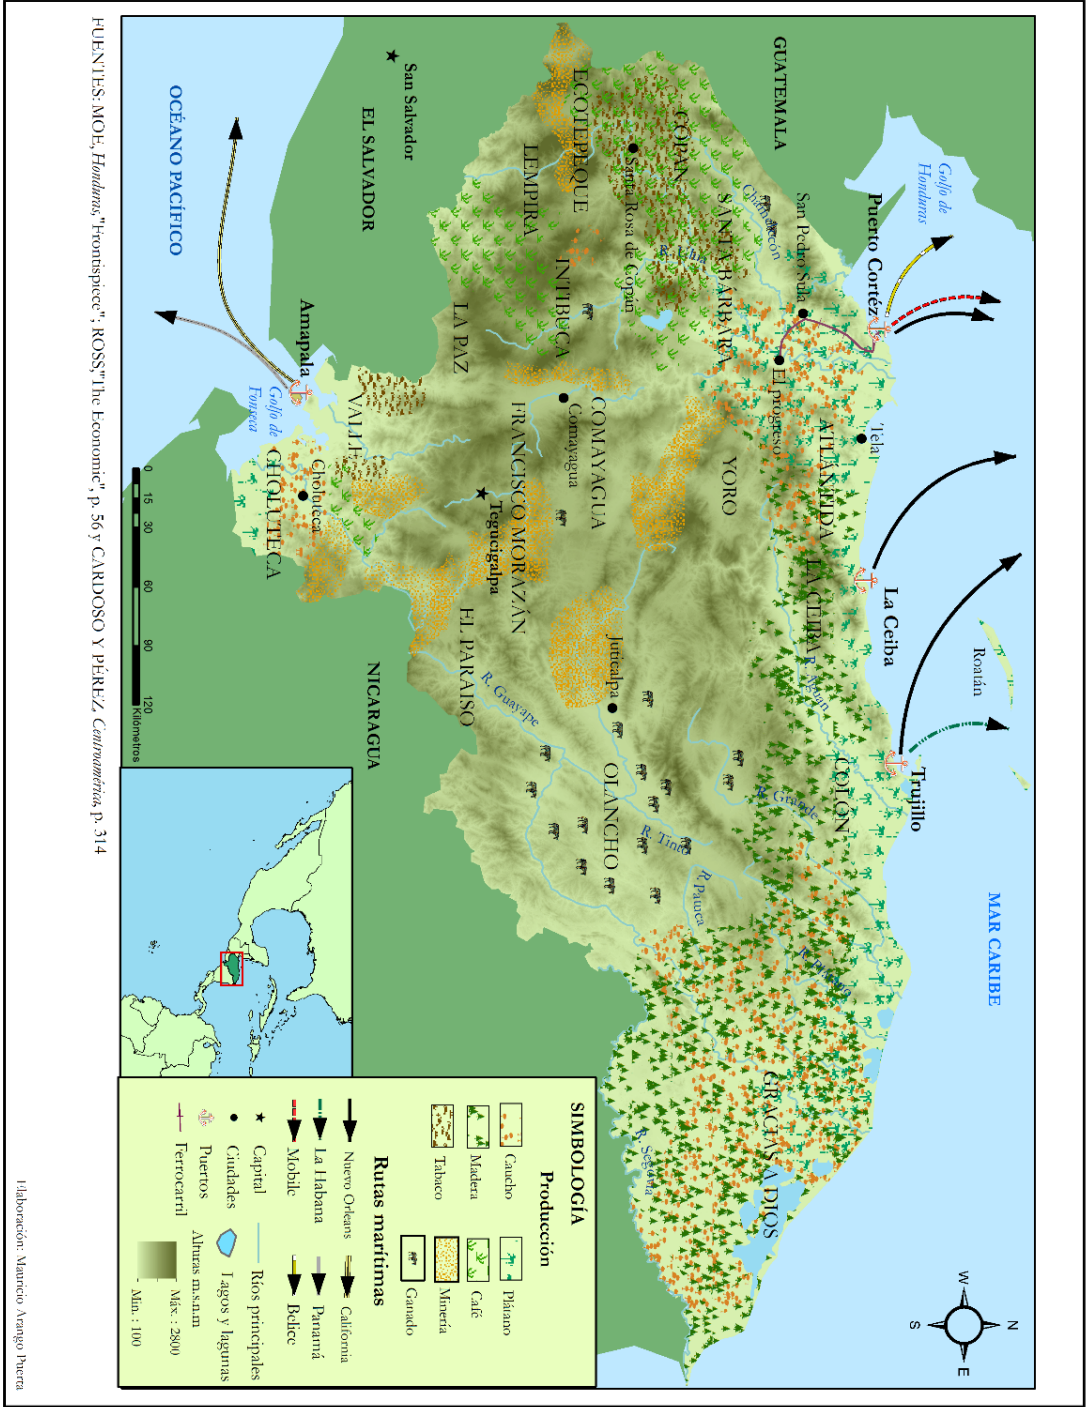 GUATEMALA
Golfo de
Honduras
MAR CARIBE
Puerto Cortéz
San Pedro Sula
Chamelecón
El progreso
Tela
La Ceiba
Roatán
Trujillo
COPÁN
Santa Rosa de Copán
SANTA BÁRBARA
R. Ulúa
ATLÁNTIDA
LA CEIBA
R. Aguan
COLÓN
R. Grande
R. Tinto
R. Patuca
GRACIAS A DIOS
R. Segovia
ECOTEPEQUE
LEMPIRA
INTIBUCA
LA PAZ
COMAYAGUA
Comayagua
YORO
FRANCISCO MORAZÁN
Tegucigalpa
Juticalpa
OLANCHO
EL PARAISO
R. Guayape
VALLE
CHOLUTECA
Choluteca
Amapala
Golfo de
Fonseca
San Salvador
EL SALVADOR
NICARAGUA
OCÉANO PACÍFICO
0 15 30 60 90 120
Kilómetros
N
W E
S
SIMBOLOGÍA
Producción
Caucho Plátano
Madera Café
Tabaco Minería
Ganado
Rutas marítimas
Nuevo Orleans California
La Habana Panamá
Mobile Belice
Capital Ríos principales
Ciudades Lagos y lagunas
Puertos Alturas m.s.n.m
Ferrocarril Máx. : 2800
Min. : 100
FUENTES: MOE, Honduras, "Frontispiece"; ROSS, "The Economic", p. 56 y CARDOSO Y PÉREZ, Centroamérica, p. 314
Elaboración: Mauricio Arango Puerta